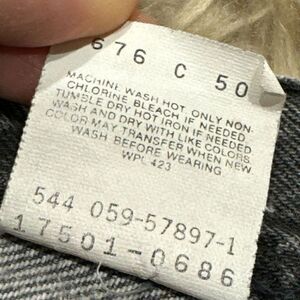 676 C 50
MACHINE WASH HOT. ONLY NON-
CHLORINE BLEACH IF NEEDED
TUMBLE DRY HOT IRON IF NEEDED.
WASH AND DRY WITH LIKE COLORS.
COLOR MAY TRANSFER WHEN NEW
WASH BEFORE WEARING
WPL 423
544 059-57897-1
17501-0686